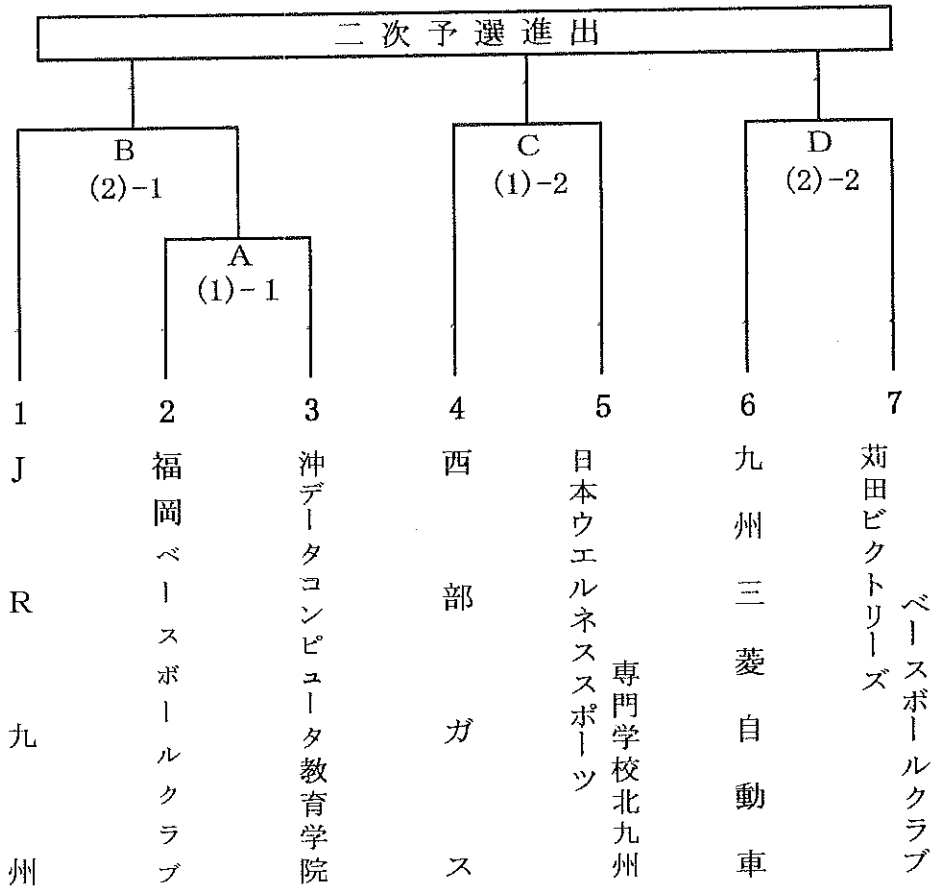 二次予選進出
B
(2)-1
C
(1)-2
D
(2)-2
A
(1)-1
1
2
3
4
5
6
7
JR九州
福岡ベースボールクラブ
沖データコンピュータ教育学院
西部ガス
日本ウエルネススポーツ
専門学校北九州
九州三菱自動車
苅田ビクトリーズ
ベースボールクラブ